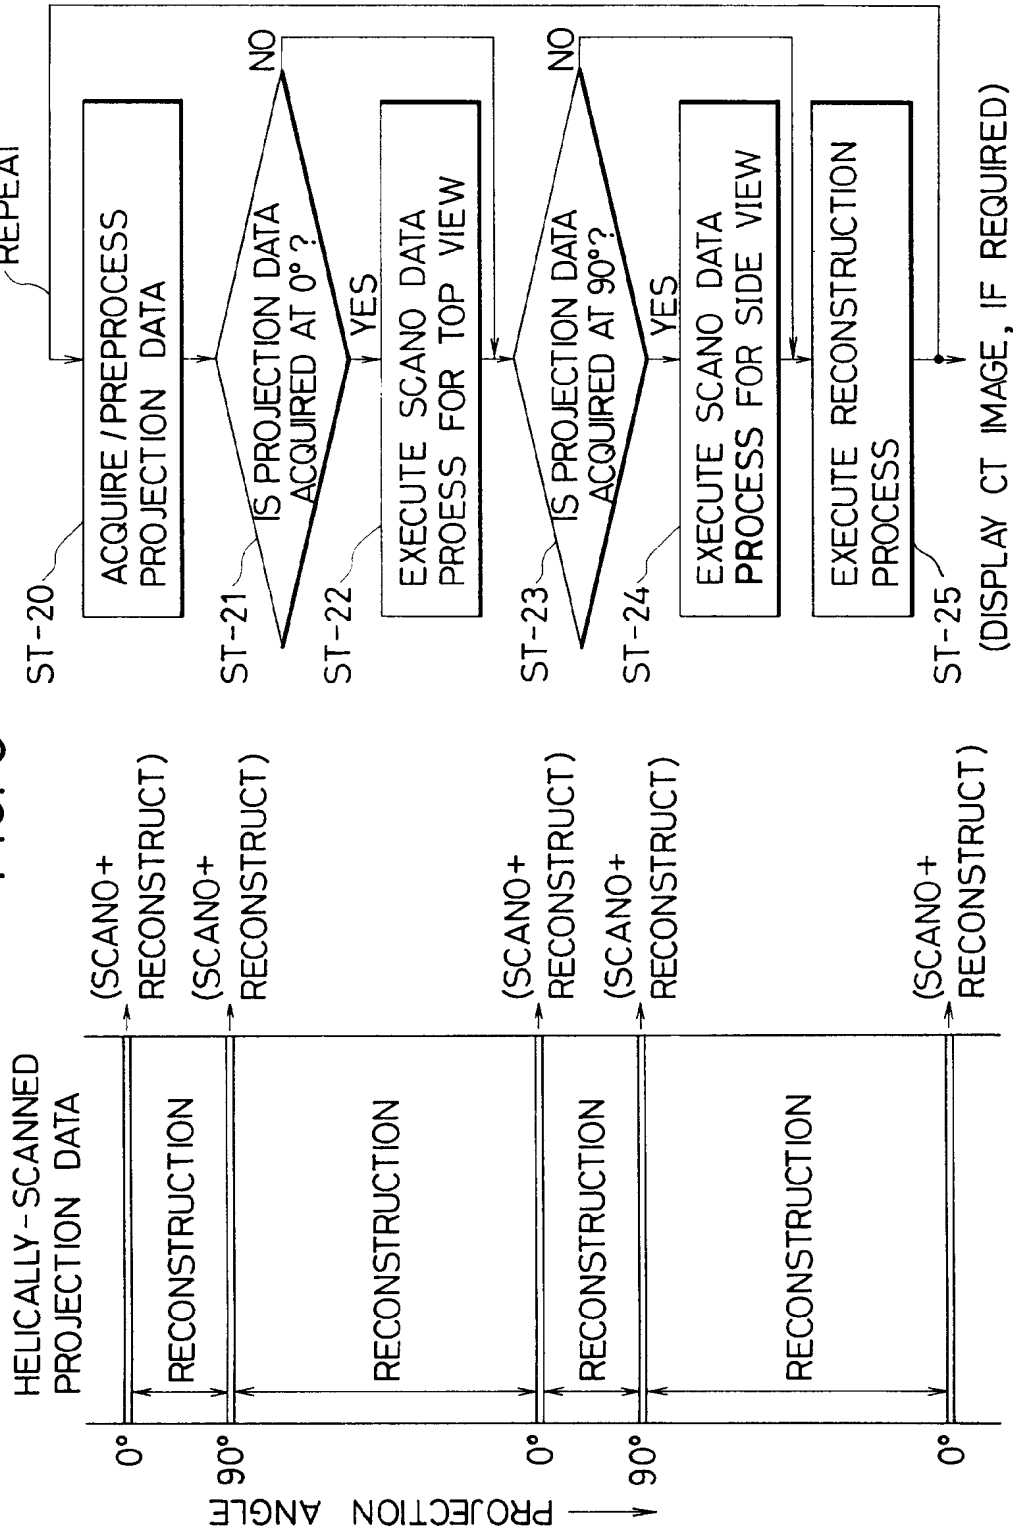 HELICALLY-SCANNED
PROJECTION DATA
PROJECTION ANGLE
0°
90°
0°
90°
0°
RECONSTRUCTION
RECONSTRUCTION
RECONSTRUCTION
RECONSTRUCTION
(SCANO+
RECONSTRUCT)
(SCANO+
RECONSTRUCT)
(SCANO+
RECONSTRUCT)
(SCANO+
RECONSTRUCT)
(SCANO+
RECONSTRUCT)
REPEAT
ST-20
ACQUIRE/PREPROCESS
PROJECTION DATA
ST-21
IS PROJECTION DATA
ACQUIRED AT 0°?
NO
YES
ST-22
EXECUTE SCANO DATA
PROESS FOR TOP VIEW
ST-23
IS PROJECTION DATA
ACQUIRED AT 90°?
NO
YES
ST-24
EXECUTE SCANO DATA
PROCESS FOR SIDE VIEW
EXECUTE RECONSTRUCTION
PROCESS
ST-25
(DISPLAY CT IMAGE, IF REQUIRED)